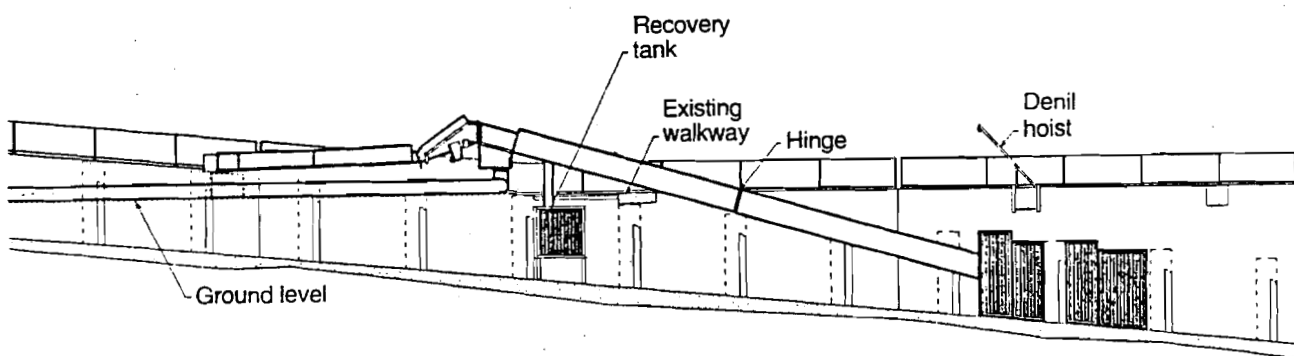 Recovery
tank
Existing
walkway
Hinge
Denil
hoist
Ground level